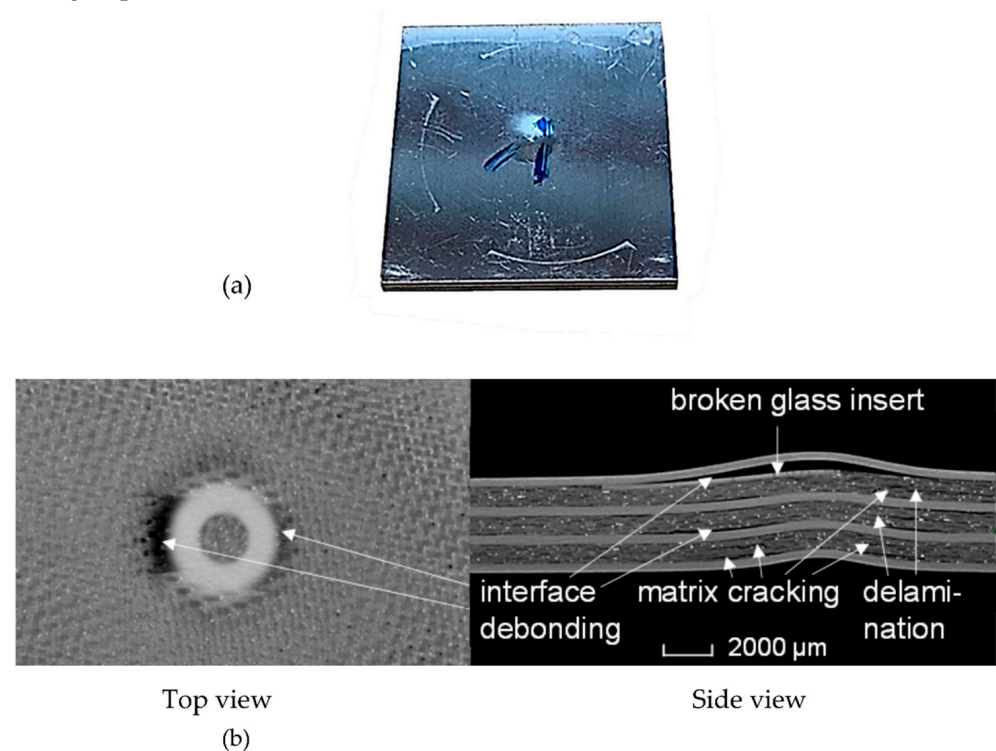 (a)
broken glass insert
interface
debonding
matrix cracking
delami-
nation
2000 µm
Top view
Side view
(b)